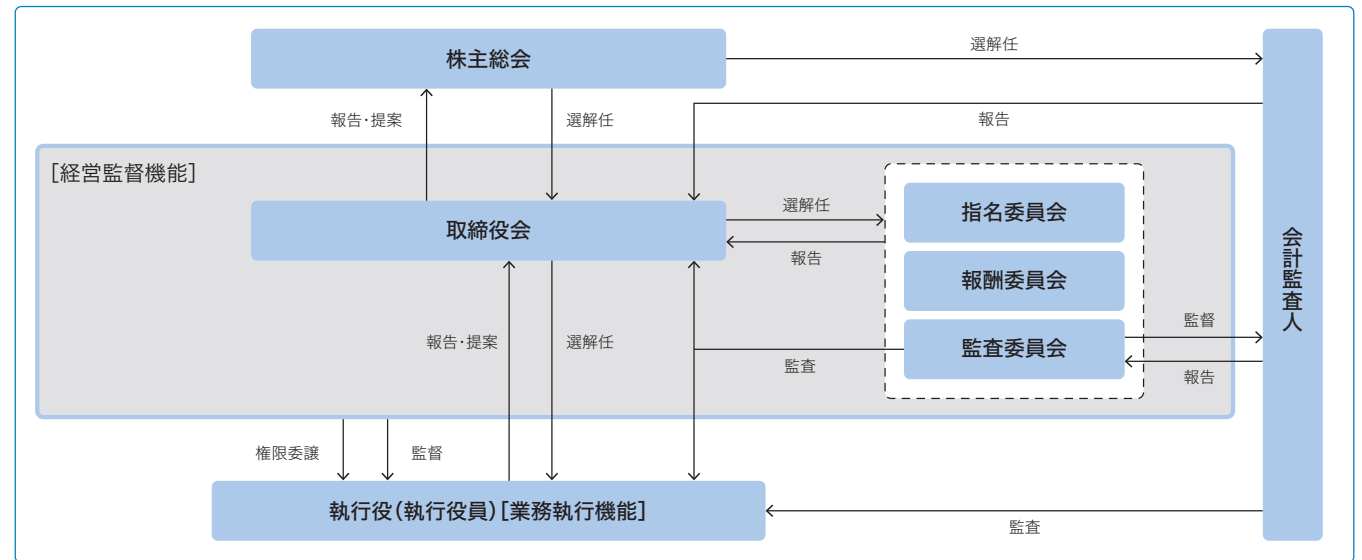 株主総会
選解任
報告・提案
選解任
報告
[経営監督機能]
取締役会
選解任
報告
指名委員会
報酬委員会
監査委員会
監督
報告
会計監査人
報告・提案
選解任
監査
権限委譲
監督
執行役(執行役員)[業務執行機能]
監査